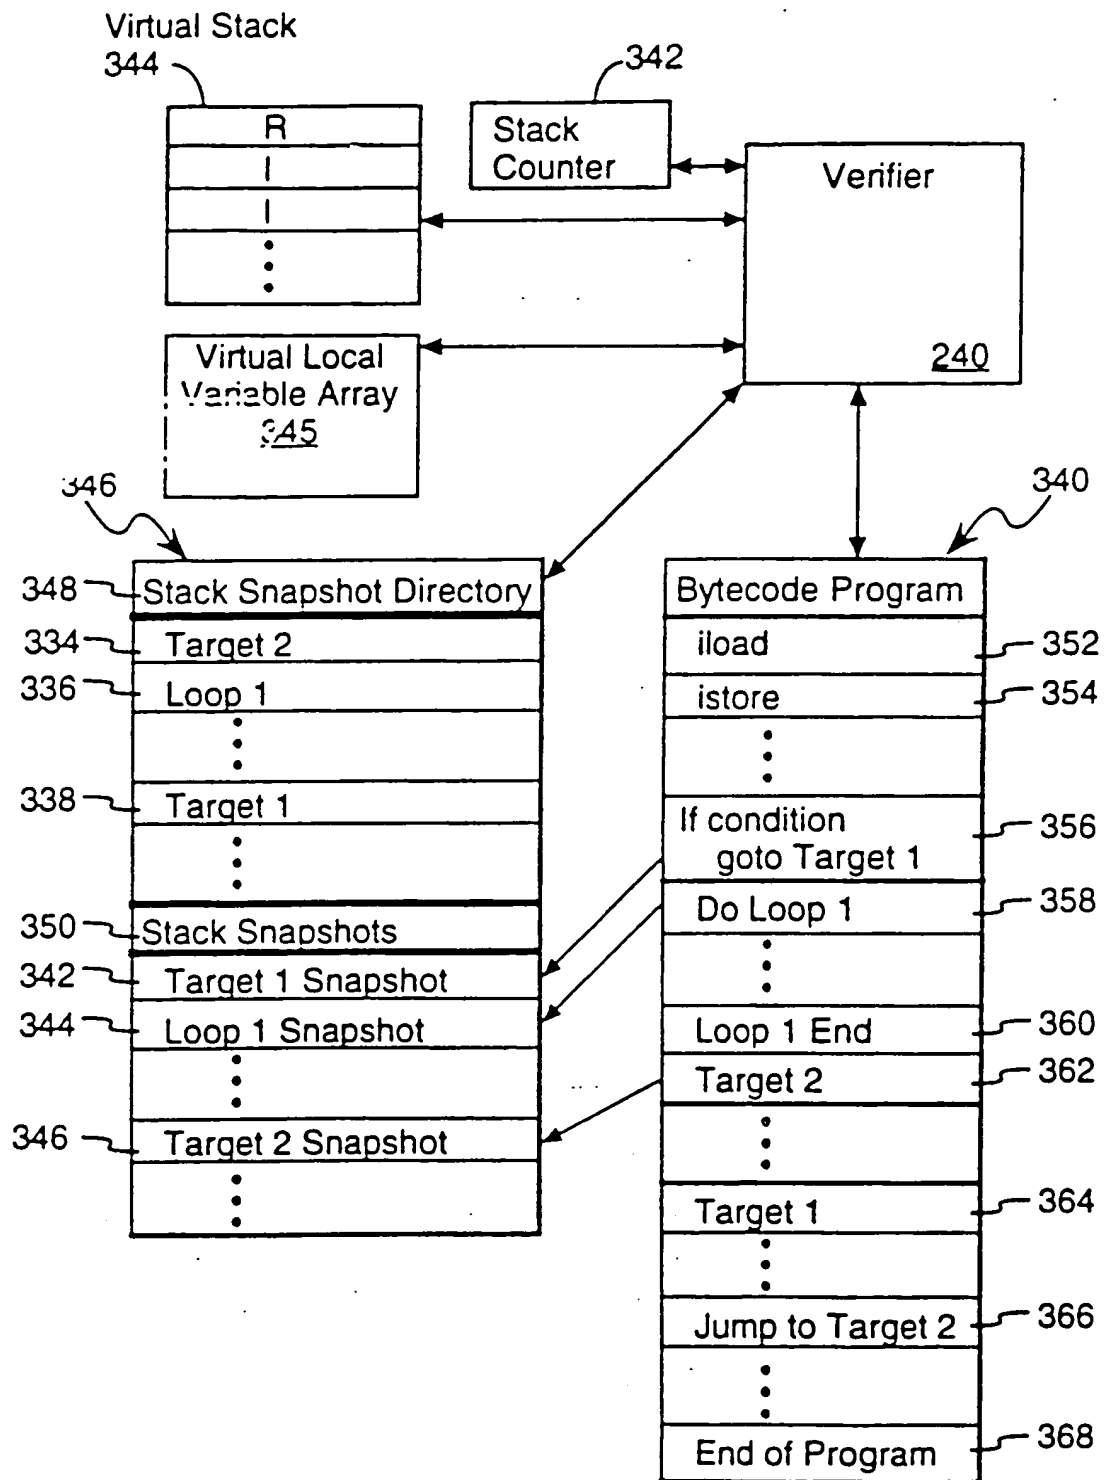 Virtual Stack
344
342
R
I
I
Stack
Counter
Verifier
240
Virtual Local
Variable Array
345
346
340
348
Stack Snapshot Directory
334
Target 2
336
Loop 1
338
Target 1
350
Stack Snapshots
342
Target 1 Snapshot
344
Loop 1 Snapshot
346
Target 2 Snapshot
Bytecode Program
iload
352
istore
354
If condition
goto Target 1
356
Do Loop 1
358
Loop 1 End
360
Target 2
362
Target 1
364
Jump to Target 2
366
End of Program
368